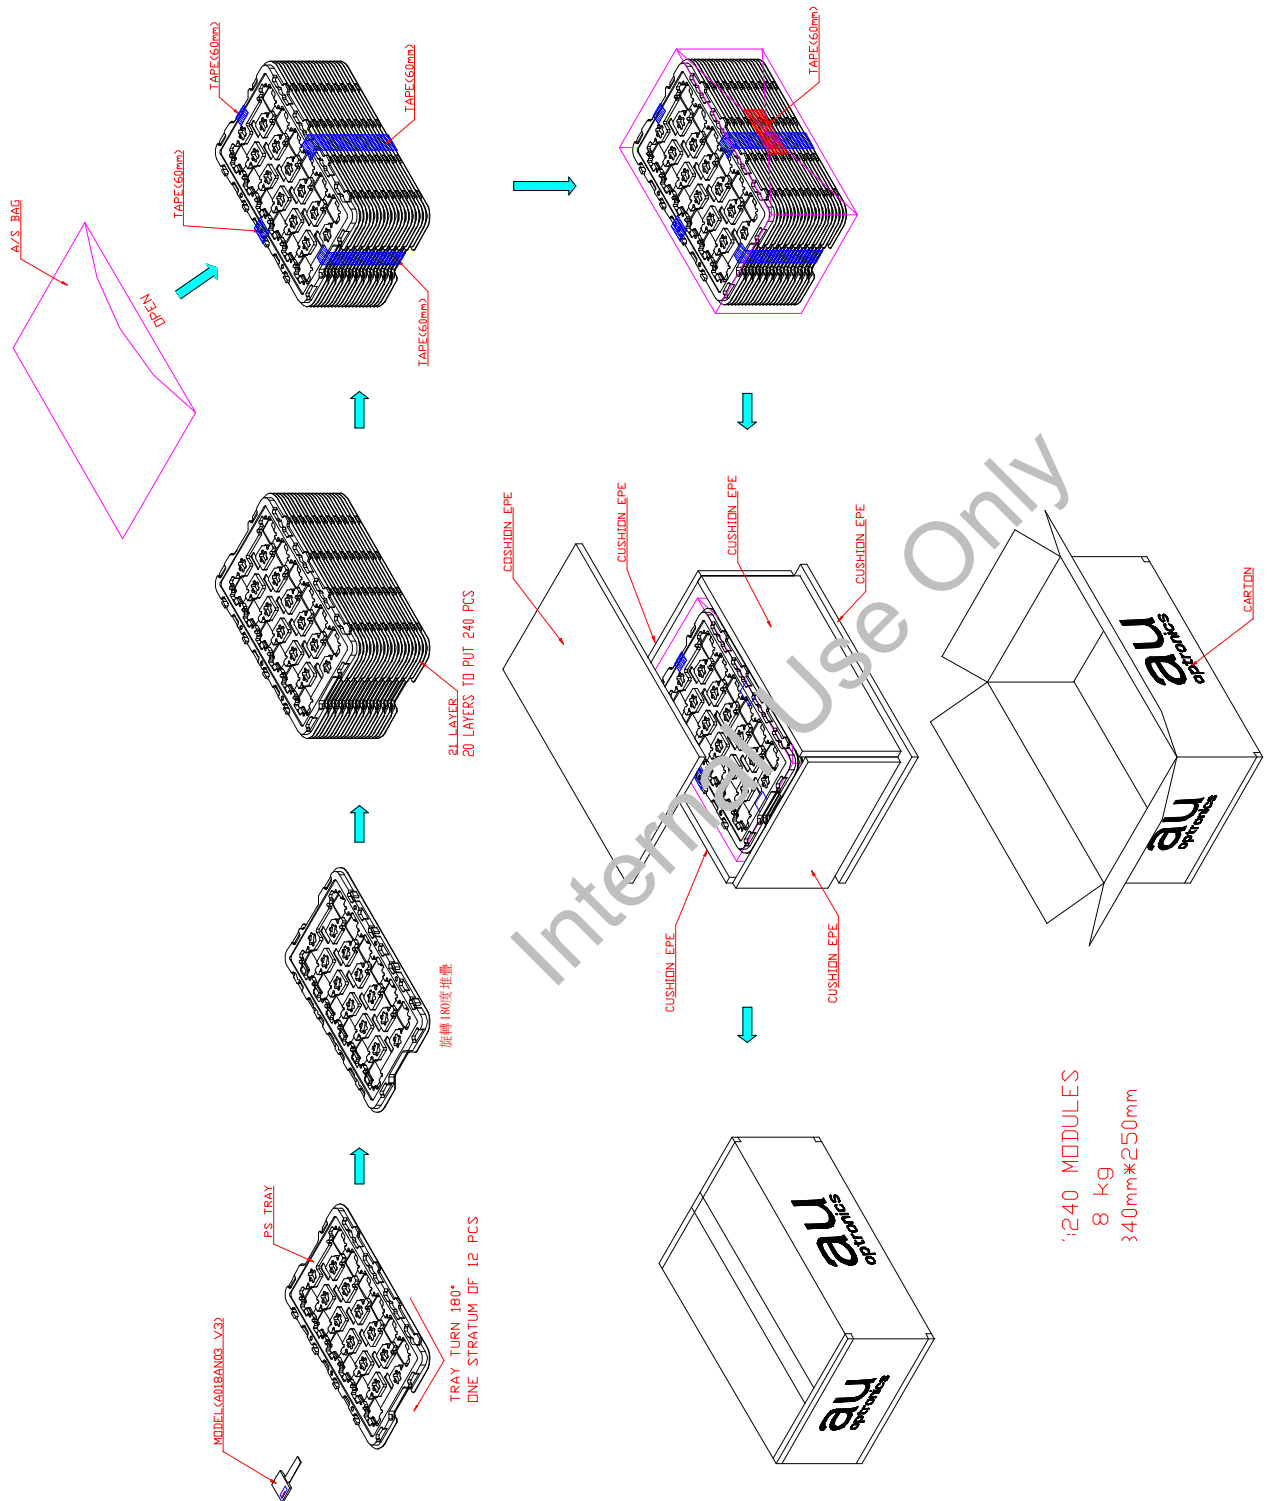 MODEL(A018AN03 V3)
PS TRAY
TRAY TURN 180°
ONE STRATUM OF 12 PCS
旋轉180度堆疊
21 LAYER
20 LAYERS TO PUT 240 PCS
A/S BAG
OPEN
TAPE(60mm)
TAPE(60mm)
TAPE(60mm)
TAPE(60mm)
TAPE(60mm)
COSHION EPE
CUSHION EPE
CUSHION EPE
CUSHION EPE
CUSHION EPE
CUSHION EPE
CARTON
au
optronics
au
optronics
au
optronics
au
optronics
240 MODULES
8 kg
340mm*250mm
Internal Use Only